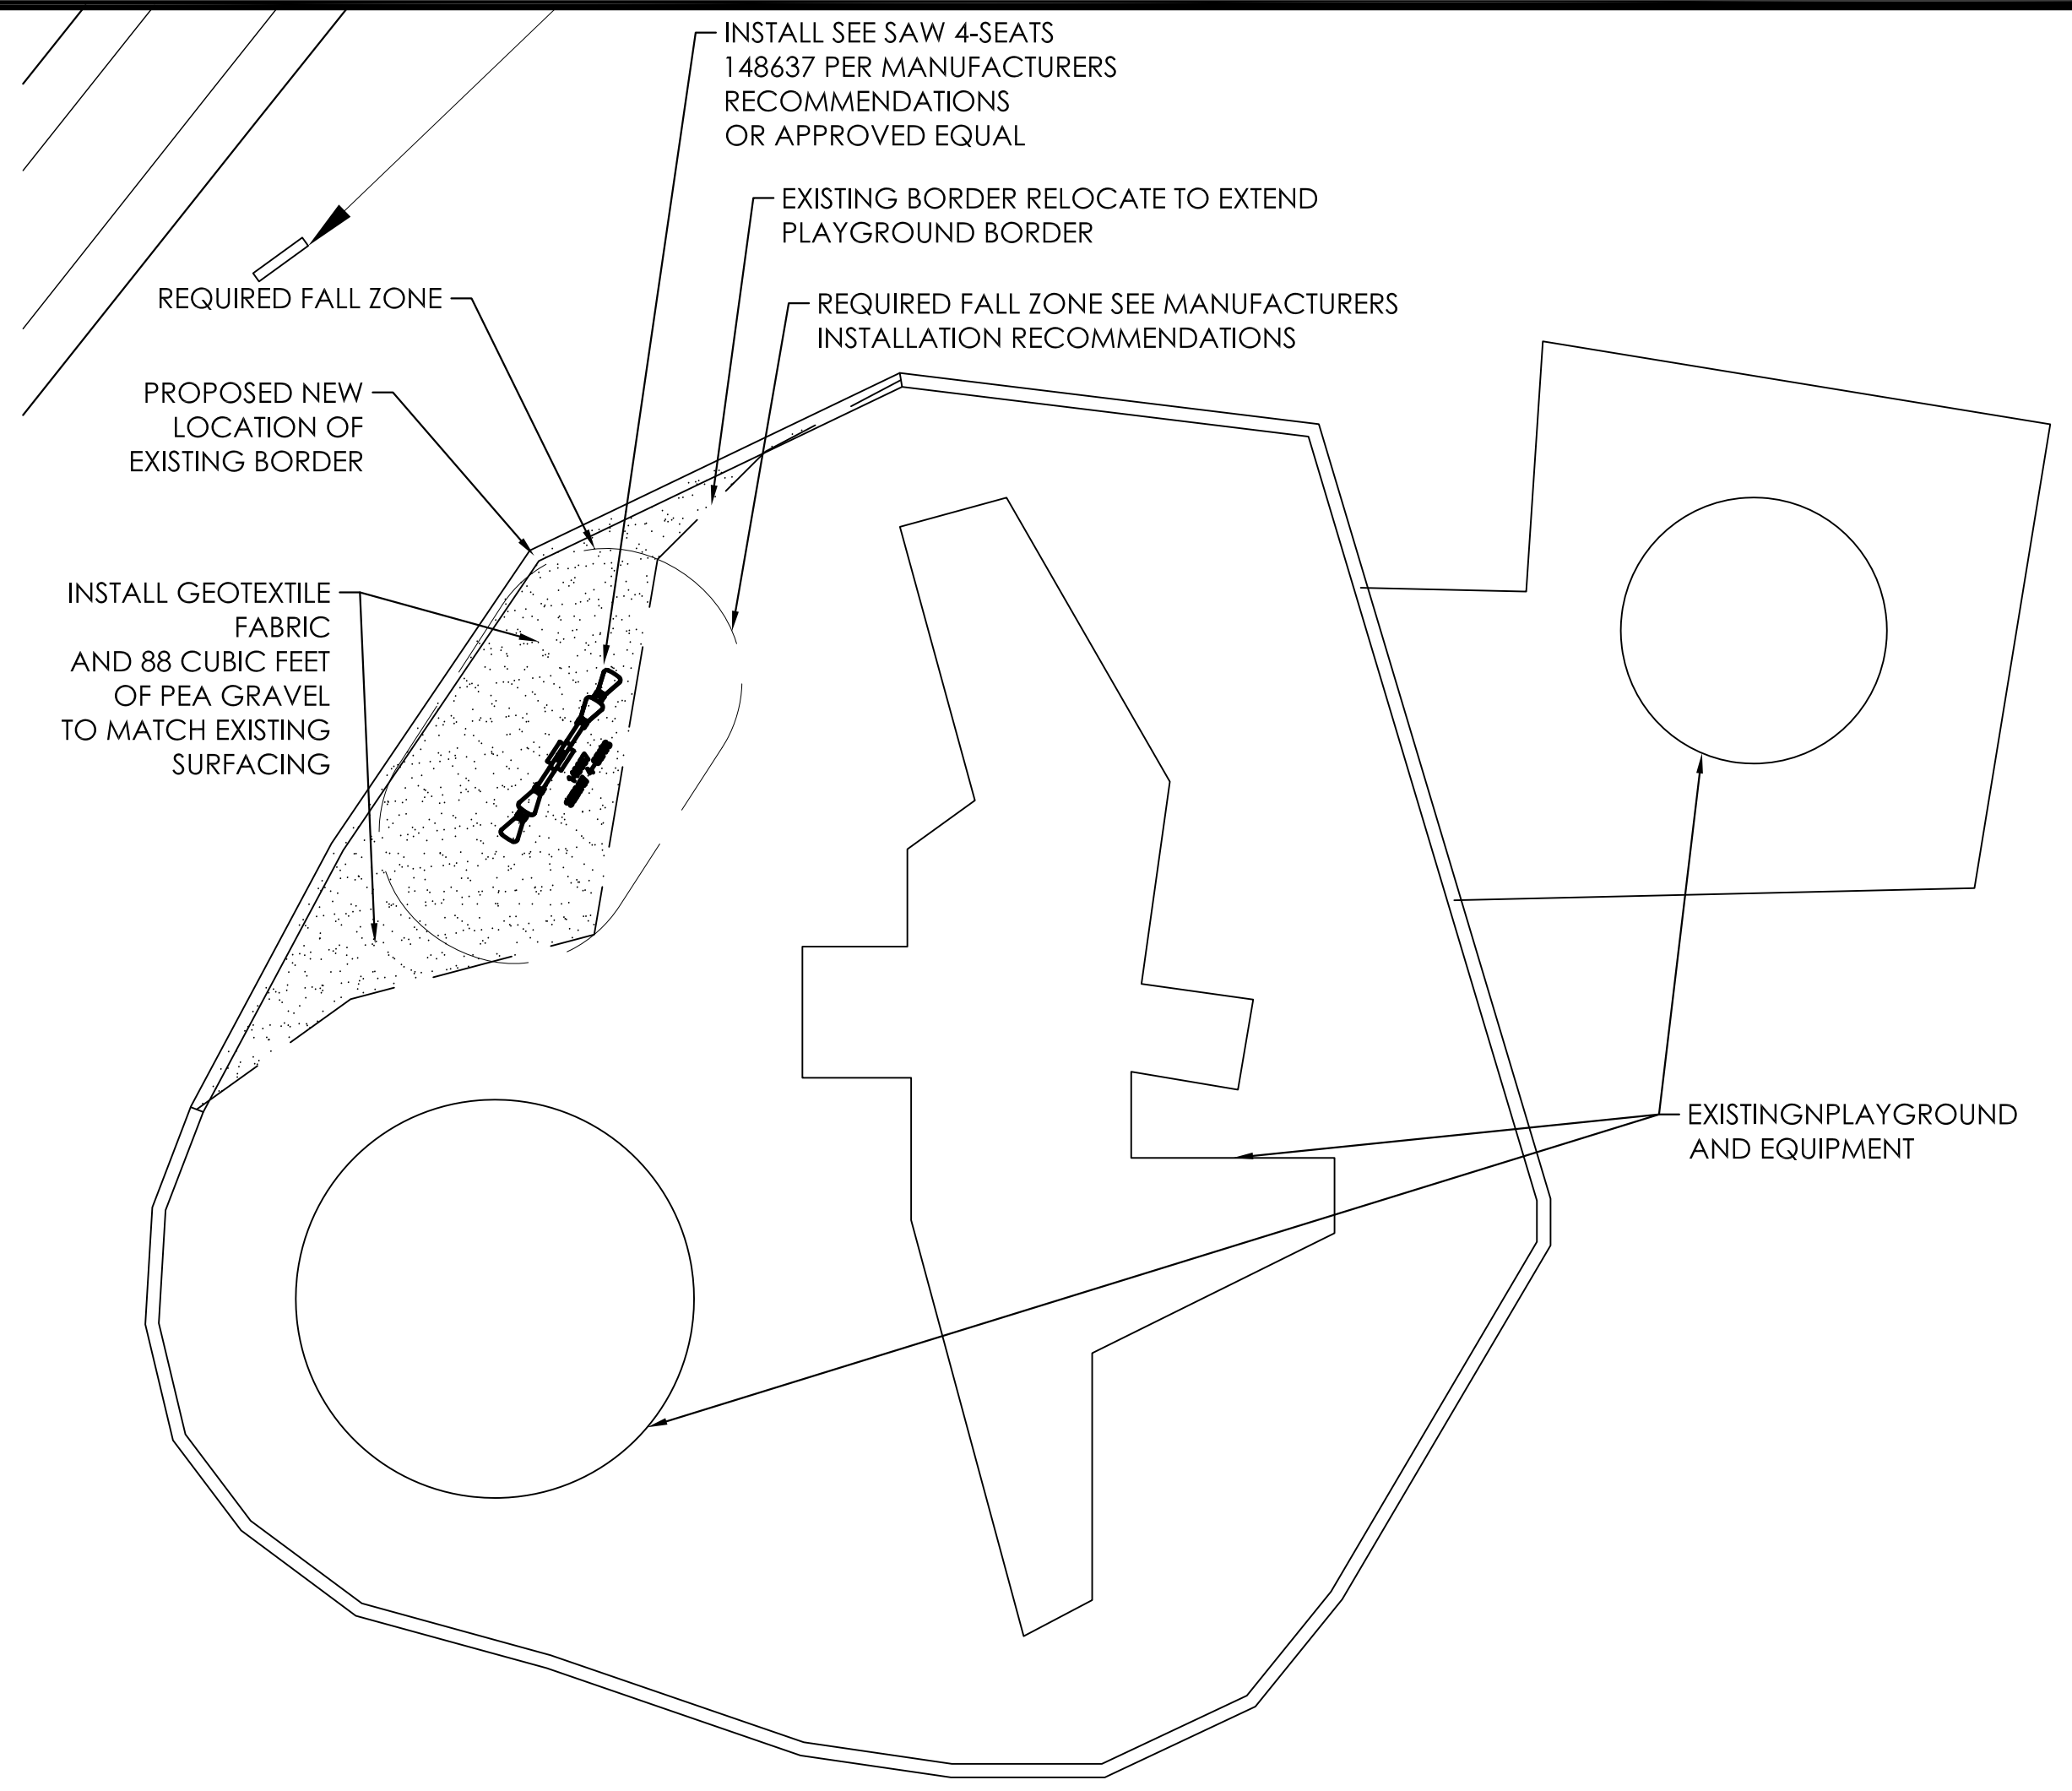 INSTALL SEE SAW 4-SEATS
148637 PER MANUFACTURERS
RECOMMENDATIONS
OR APPROVED EQUAL
EXISTING BORDER RELOCATE TO EXTEND
PLAYGROUND BORDER
REQUIRED FALL ZONE
REQUIRED FALL ZONE SEE MANUFACTURERS
INSTALLATION RECOMMENDATIONS
PROPOSED NEW
LOCATION OF
EXISTING BORDER
INSTALL GEOTEXTILE
FABRIC
AND 88 CUBIC FEET
OF PEA GRAVEL
TO MATCH EXISTING
SURFACING
EXISTINGNPLAYGROUND
AND EQUIPMENT